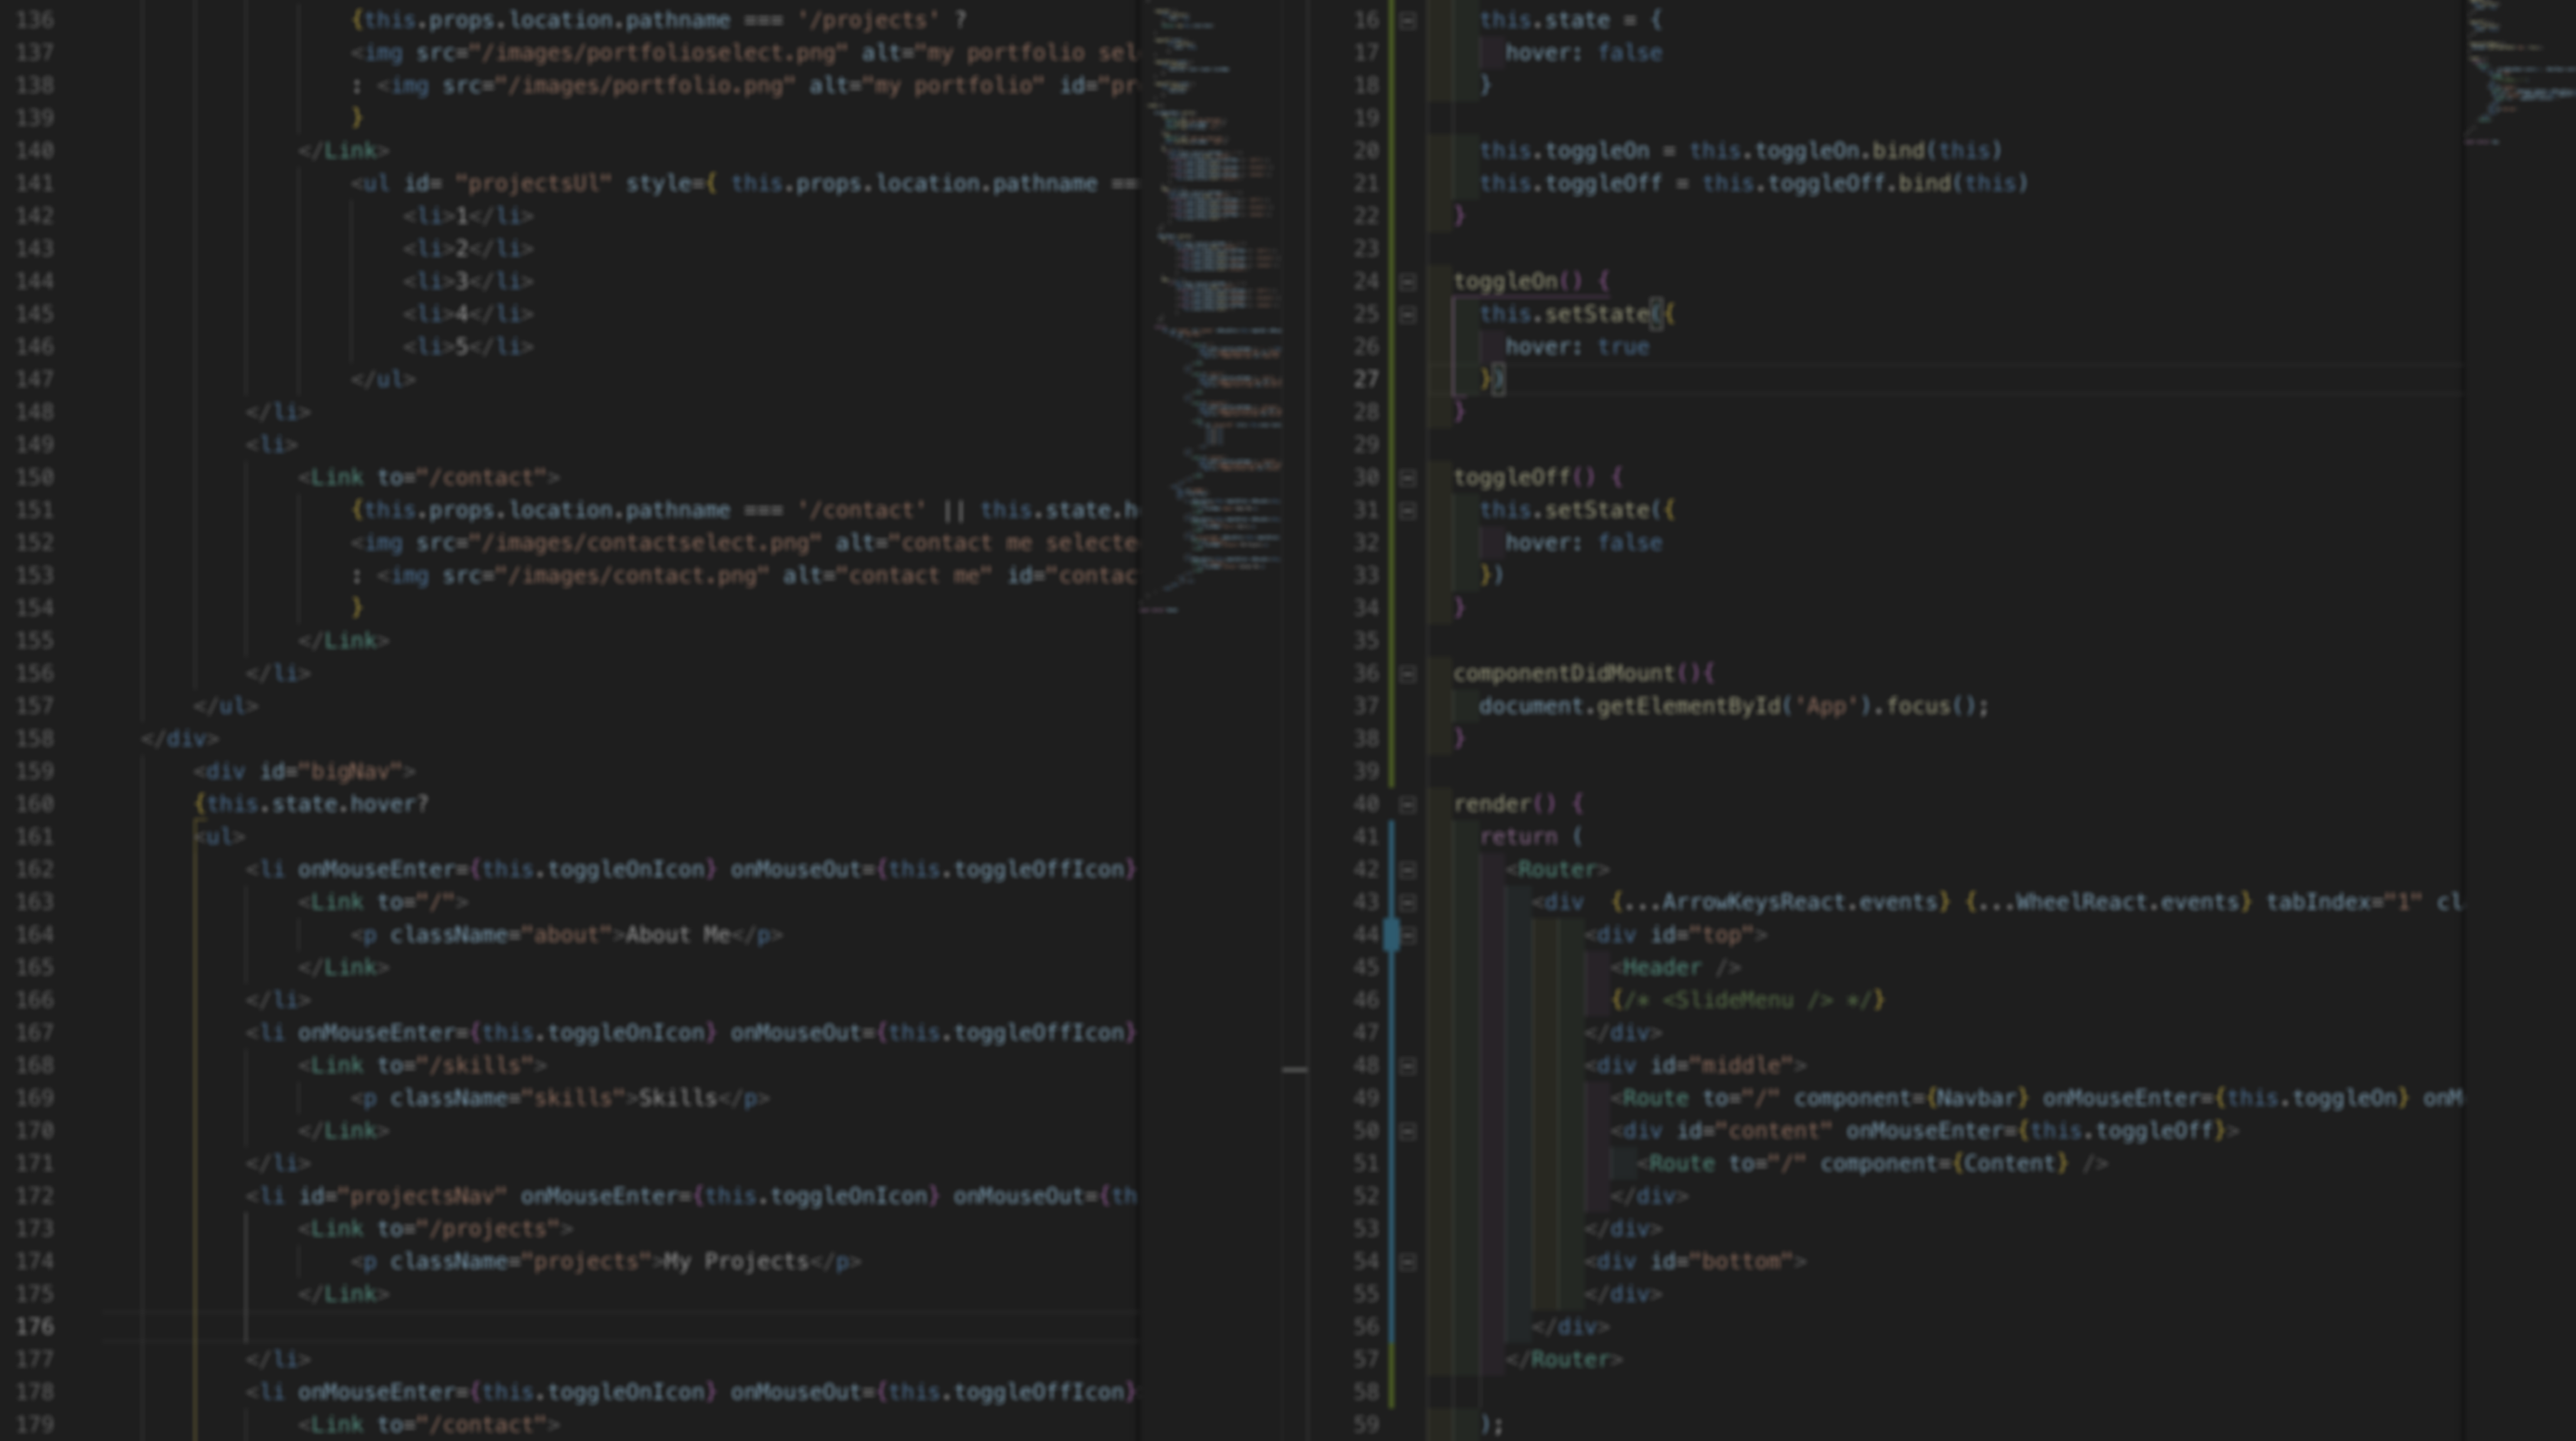 136 {this.props.location.pathname === '/projects' ?
137 <img src="/images/portfolioselect.png" alt="my portfolio sel
138 : <img src="/images/portfolio.png" alt="my portfolio" id="pr
139 }
140 </Link>
141 <ul id= "projectsUl" style={ this.props.location.pathname ==
142 <li>1</li>
143 <li>2</li>
144 <li>3</li>
145 <li>4</li>
146 <li>5</li>
147 </ul>
148 </li>
149 <li>
150 <Link to="/contact">
151 {this.props.location.pathname === '/contact' || this.state.h
152 <img src="/images/contactselect.png" alt="contact me selecte
153 : <img src="/images/contact.png" alt="contact me" id="contac
154 }
155 </Link>
156 </li>
157 </ul>
158 </div>
159 <div id="bigNav">
160 {this.state.hover?
161 <ul>
162 <li onMouseEnter={this.toggleOnIcon} onMouseOut={this.toggleOffIcon}
163 <Link to="/">
164 <p className="about">About Me</p>
165 </Link>
166 </li>
167 <li onMouseEnter={this.toggleOnIcon} onMouseOut={this.toggleOffIcon}
168 <Link to="/skills">
169 <p className="skills">Skills</p>
170 </Link>
171 </li>
172 <li id="projectsNav" onMouseEnter={this.toggleOnIcon} onMouseOut={th
173 <Link to="/projects">
174 <p className="projects">My Projects</p>
175 </Link>
176
177 </li>
178 <li onMouseEnter={this.toggleOnIcon} onMouseOut={this.toggleOffIcon}
179 <Link to="/contact">
16 this.state = {
17 hover: false
18 }
19
20 this.toggleOn = this.toggleOn.bind(this)
21 this.toggleOff = this.toggleOff.bind(this)
22 }
23
24 toggleOn() {
25 this.setState({
26 hover: true
27 })
28 }
29
30 toggleOff() {
31 this.setState({
32 hover: false
33 })
34 }
35
36 componentDidMount(){
37 document.getElementById('App').focus();
38 }
39
40 render() {
41 return (
42 <Router>
43 <div {...ArrowKeysReact.events} {...WheelReact.events} tabIndex="1" cl
44 <div id="top">
45 <Header />
46 {/* <SlideMenu /> */}
47 </div>
48 <div id="middle">
49 <Route to="/" component={Navbar} onMouseEnter={this.toggleOn} onM
50 <div id="content" onMouseEnter={this.toggleOff}>
51 <Route to="/" component={Content} />
52 </div>
53 </div>
54 <div id="bottom">
55 </div>
56 </div>
57 </Router>
58
59 );